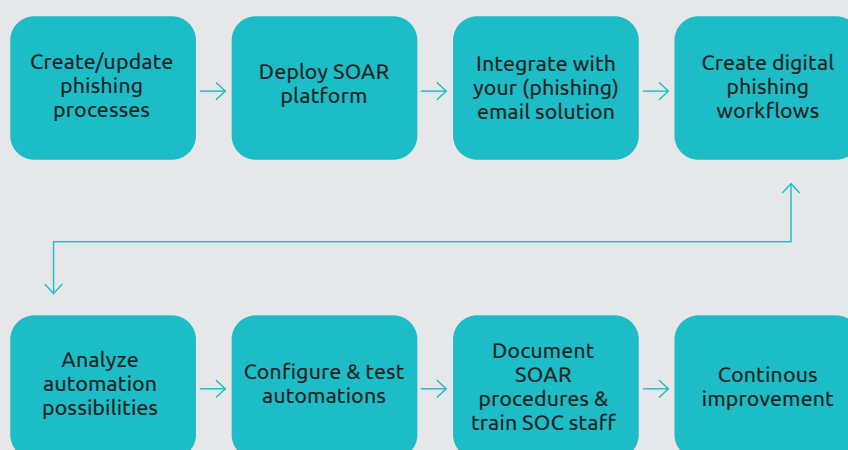 Create/update
phishing
processes
Deploy SOAR
platform
Integrate with
your (phishing)
email solution
Create digital
phishing
workflows
Analyze
automation
possibilities
Configure & test
automations
Document
SOAR
procedures &
train SOC staff
Continous
improvement